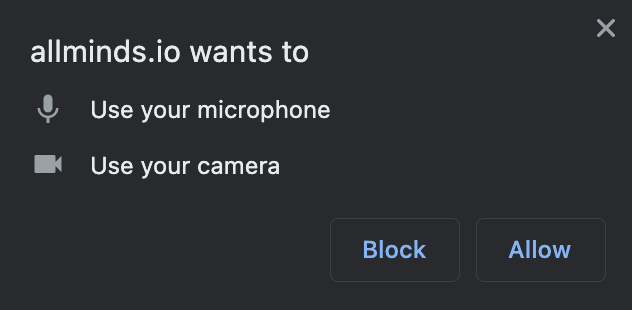 allminds.io wants to
Use your microphone
Use your camera
Block
Allow